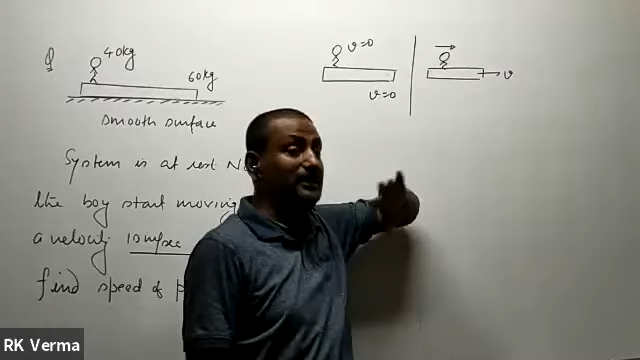 Q
40kg
60kg
smooth surface
System is at rest
the boy start moving
a velocity 10 m/sec
find speed of
v=0
v=0
v
RK Verma